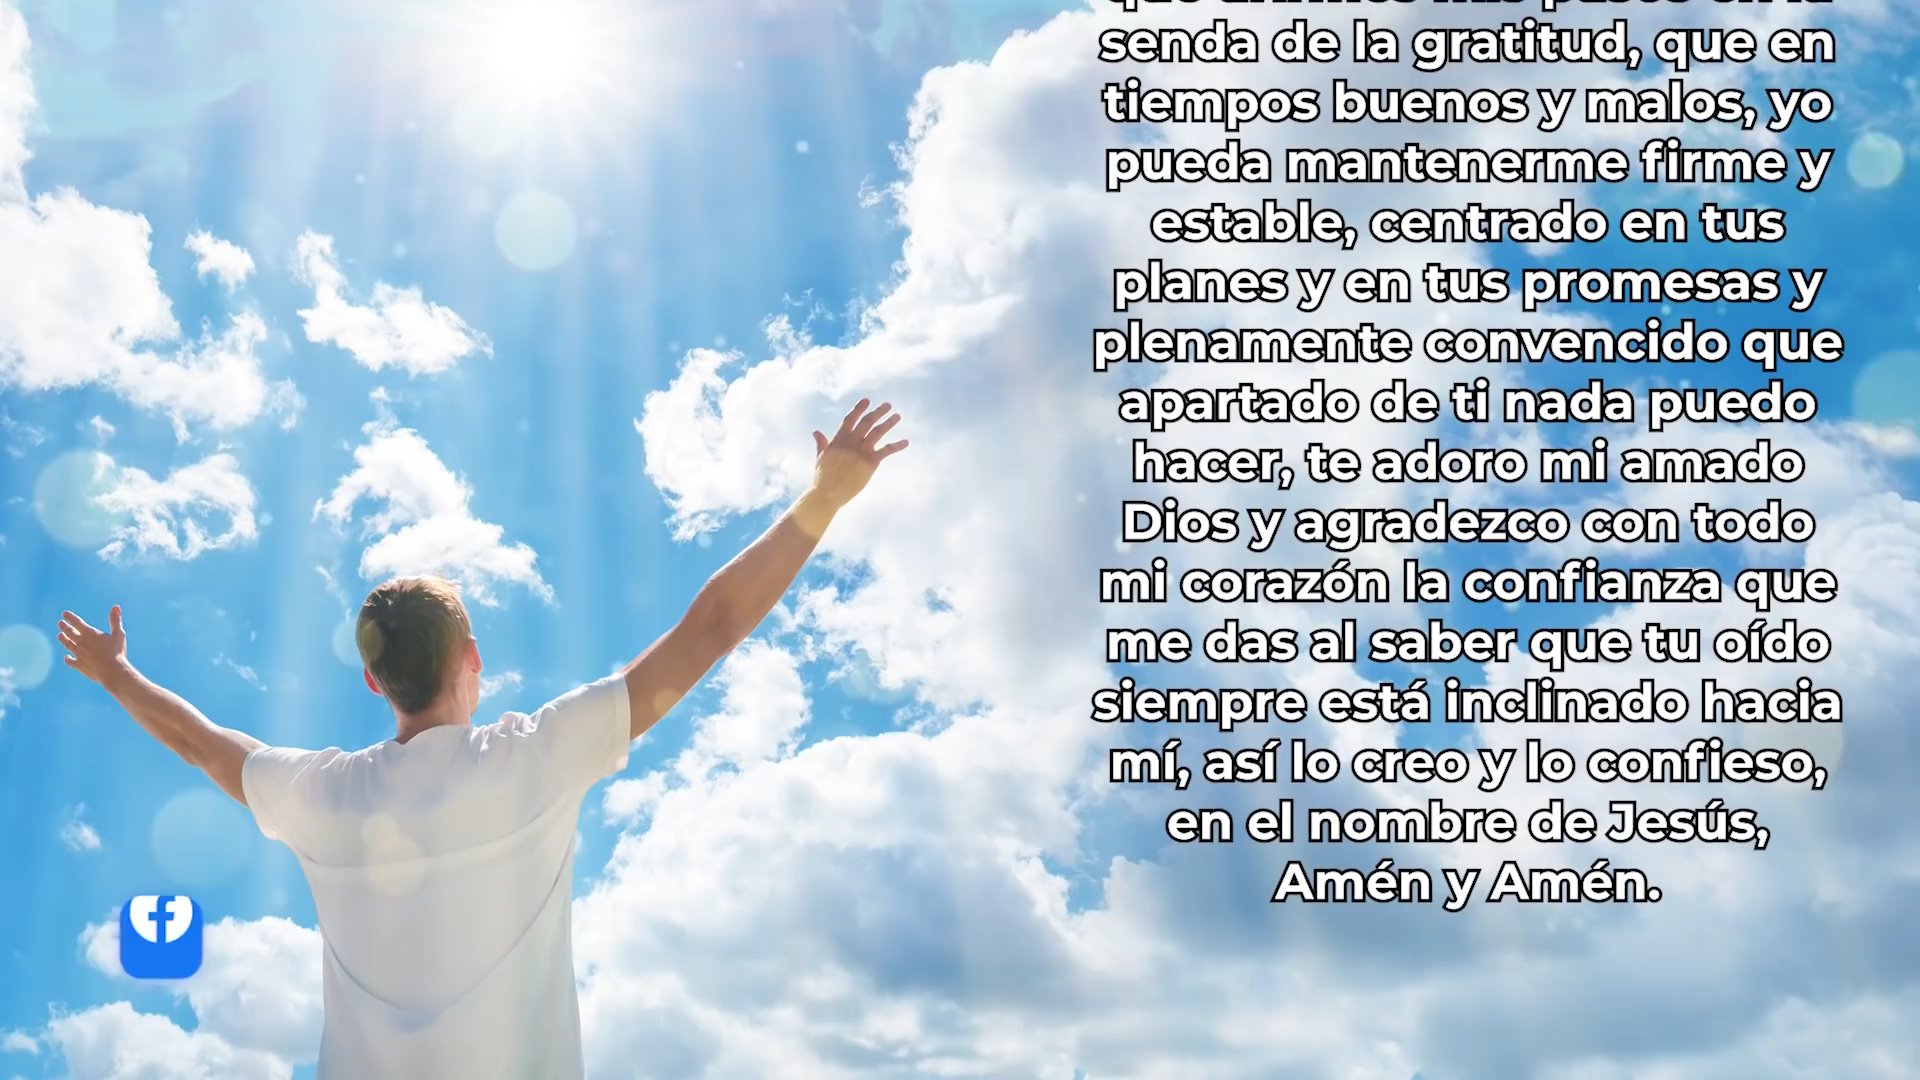 senda de la gratitud, que en
tiempos buenos y malos, yo
pueda mantenerme firme y
estable, centrado en tus
planes y en tus promesas y
plenamente convencido que
apartado de ti nada puedo
hacer, te adoro mi amado
Dios y agradezco con todo
mi corazón la confianza que
me das al saber que tu oído
siempre está inclinado hacia
mí, así lo creo y lo confieso,
en el nombre de Jesús,
Amén y Amén.